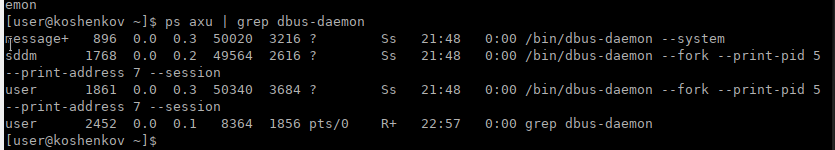 emon
[user@koshenkov ~]$ ps axu | grep dbus-daemon
message+   896  0.0  0.3  50020  3216 ?        Ss   21:48   0:00 /bin/dbus-daemon --system
sddm      1768  0.0  0.2  49564  2616 ?        Ss   21:48   0:00 /bin/dbus-daemon --fork --print-pid 5
--print-address 7 --session
user      1861  0.0  0.3  50340  3684 ?        Ss   21:48   0:00 /bin/dbus-daemon --fork --print-pid 5
--print-address 7 --session
user      2452  0.0  0.1   8364  1856 pts/0    R+   22:57   0:00 grep dbus-daemon
[user@koshenkov ~]$